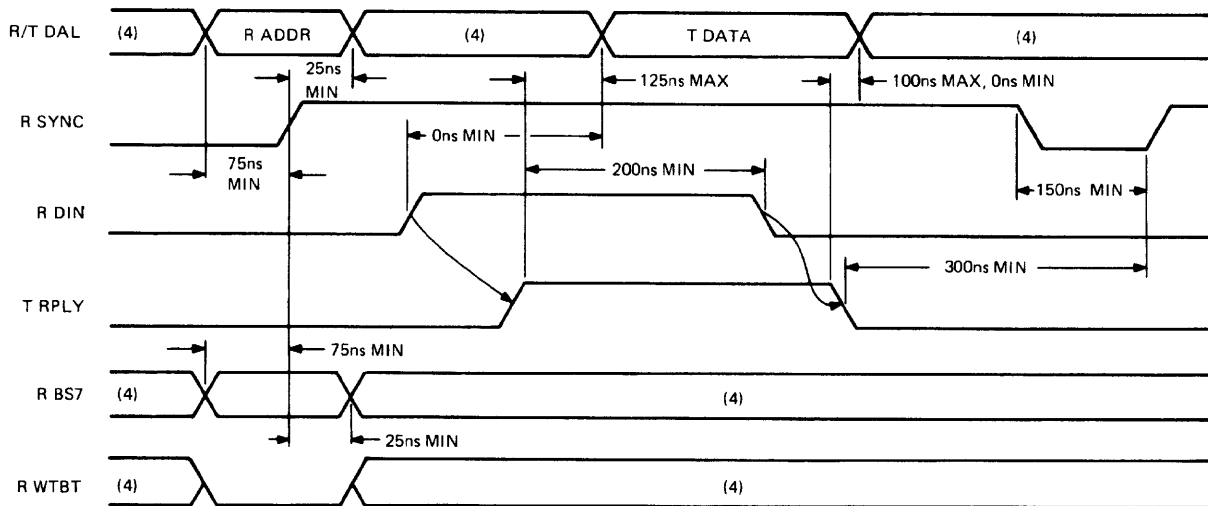 R/T DAL (4) R ADDR (4) T DATA (4)
25ns
MIN
125ns MAX
100ns MAX, 0ns MIN
R SYNC
0ns MIN
75ns
MIN
200ns MIN
150ns MIN
R DIN
300ns MIN
T RPLY
75ns MIN
R BS7 (4) (4)
25ns MIN
R WTBT (4) (4)